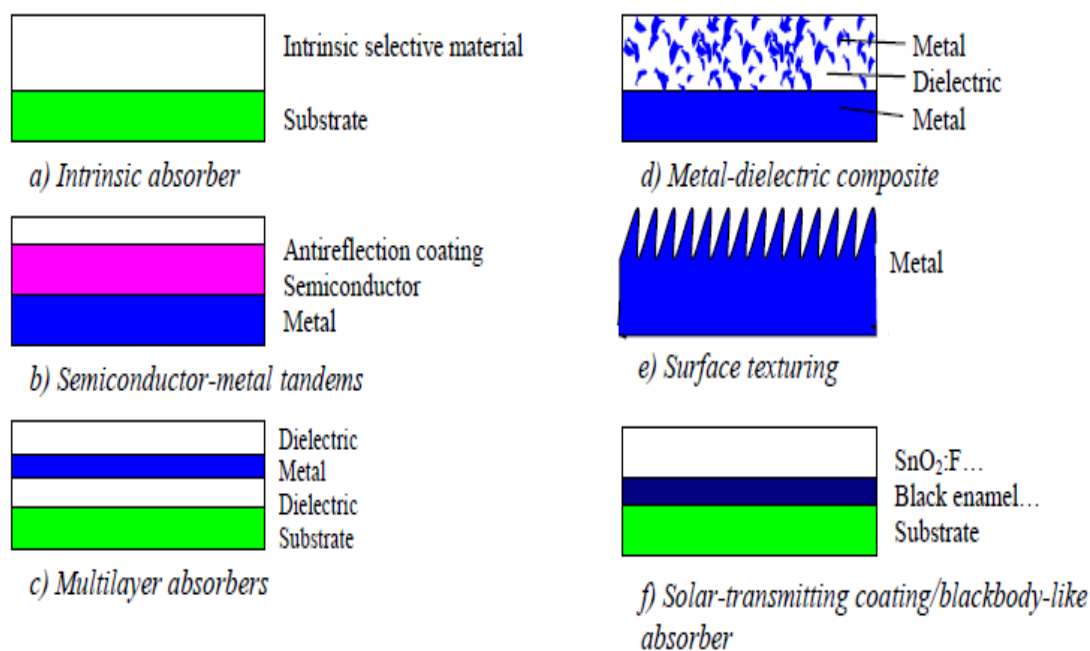 Intrinsic selective material
Substrate
a) Intrinsic absorber
Antireflection coating
Semiconductor
Metal
b) Semiconductor-metal tandems
Dielectric
Metal
Dielectric
Substrate
c) Multilayer absorbers
Metal
Dielectric
Metal
d) Metal-dielectric composite
Metal
e) Surface texturing
SnO₂:F…
Black enamel…
Substrate
f) Solar-transmitting coating/blackbody-like
absorber